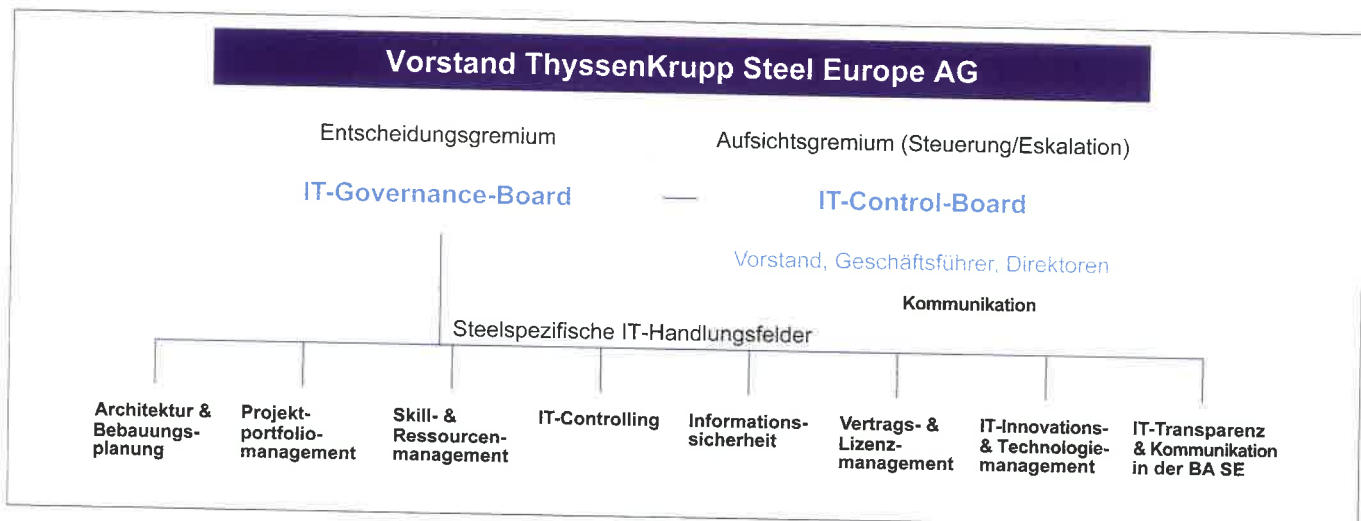 Vorstand ThyssenKrupp Steel Europe AG
Entscheidungsgremium
Aufsichtsgremium (Steuerung/Eskalation)
IT-Governance-Board
IT-Control-Board
Vorstand, Geschäftsführer, Direktoren
Kommunikation
Steelspezifische IT-Handlungsfelder
Architektur &
Bebauungs-
planung
Projekt-
portfolio-
management
Skill- &
Ressourcen-
management
IT-Controlling
Informations-
sicherheit
Vertrags- &
Lizenz-
management
IT-Innovations-
& Technologie-
management
IT-Transparenz
& Kommunikation
in der BA SE